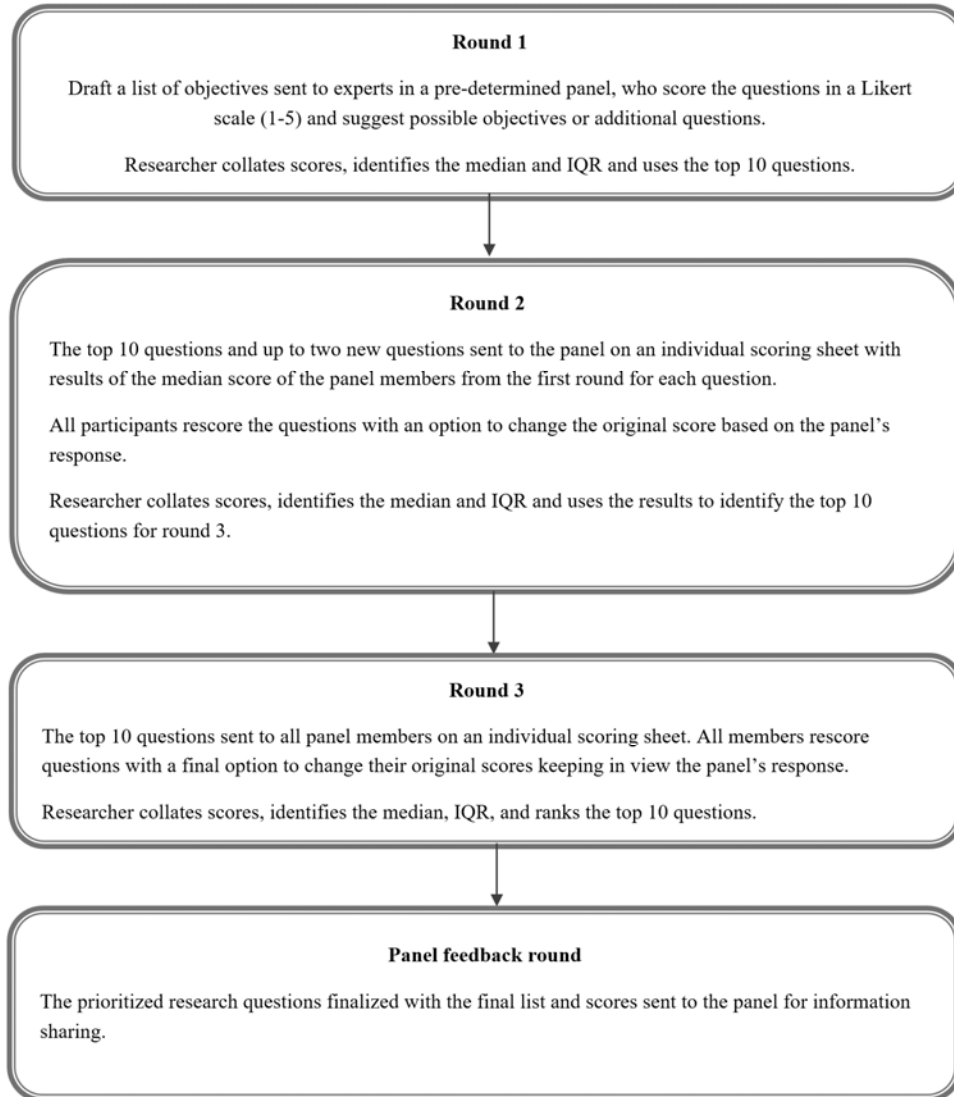 Round 1
Draft a list of objectives sent to experts in a pre-determined panel, who score the questions in a Likert
scale (1-5) and suggest possible objectives or additional questions.
Researcher collates scores, identifies the median and IQR and uses the top 10 questions.
Round 2
The top 10 questions and up to two new questions sent to the panel on an individual scoring sheet with
results of the median score of the panel members from the first round for each question.
All participants rescore the questions with an option to change the original score based on the panel’s
response.
Researcher collates scores, identifies the median and IQR and uses the results to identify the top 10
questions for round 3.
Round 3
The top 10 questions sent to all panel members on an individual scoring sheet. All members rescore
questions with a final option to change their original scores keeping in view the panel’s response.
Researcher collates scores, identifies the median, IQR, and ranks the top 10 questions.
Panel feedback round
The prioritized research questions finalized with the final list and scores sent to the panel for information
sharing.